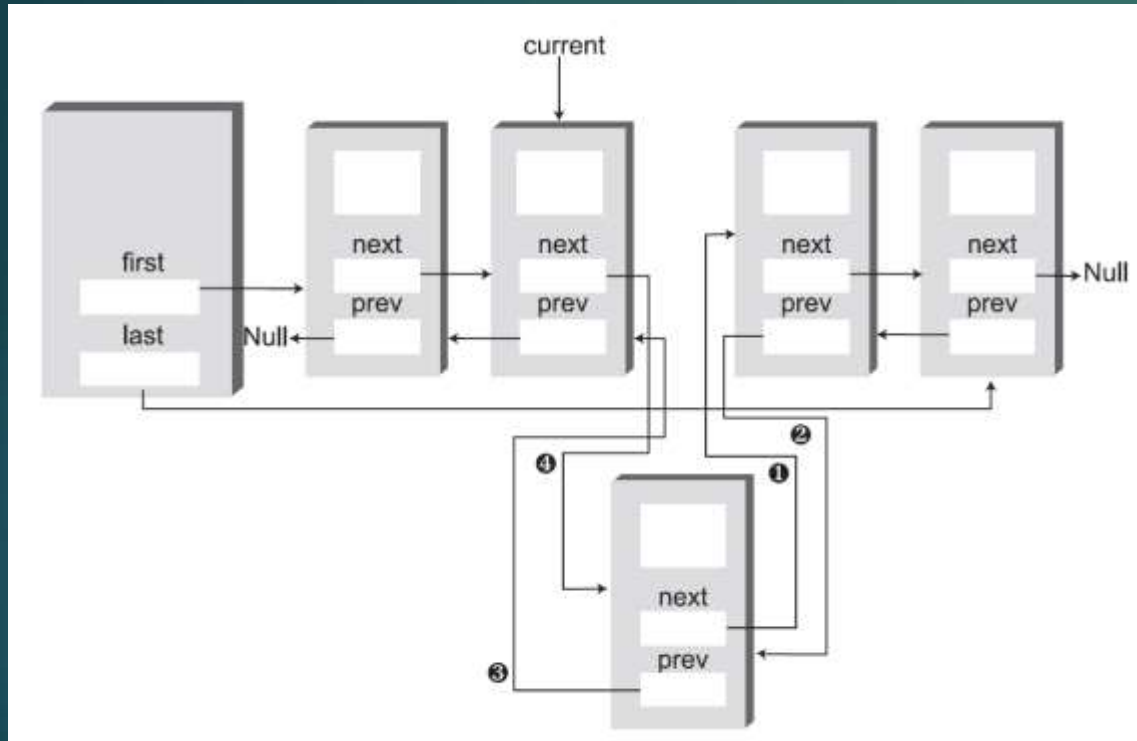 current
first
last
next
prev
Null
next
prev
next
prev
next
prev
Null
❶
❷
❸
❹
next
prev